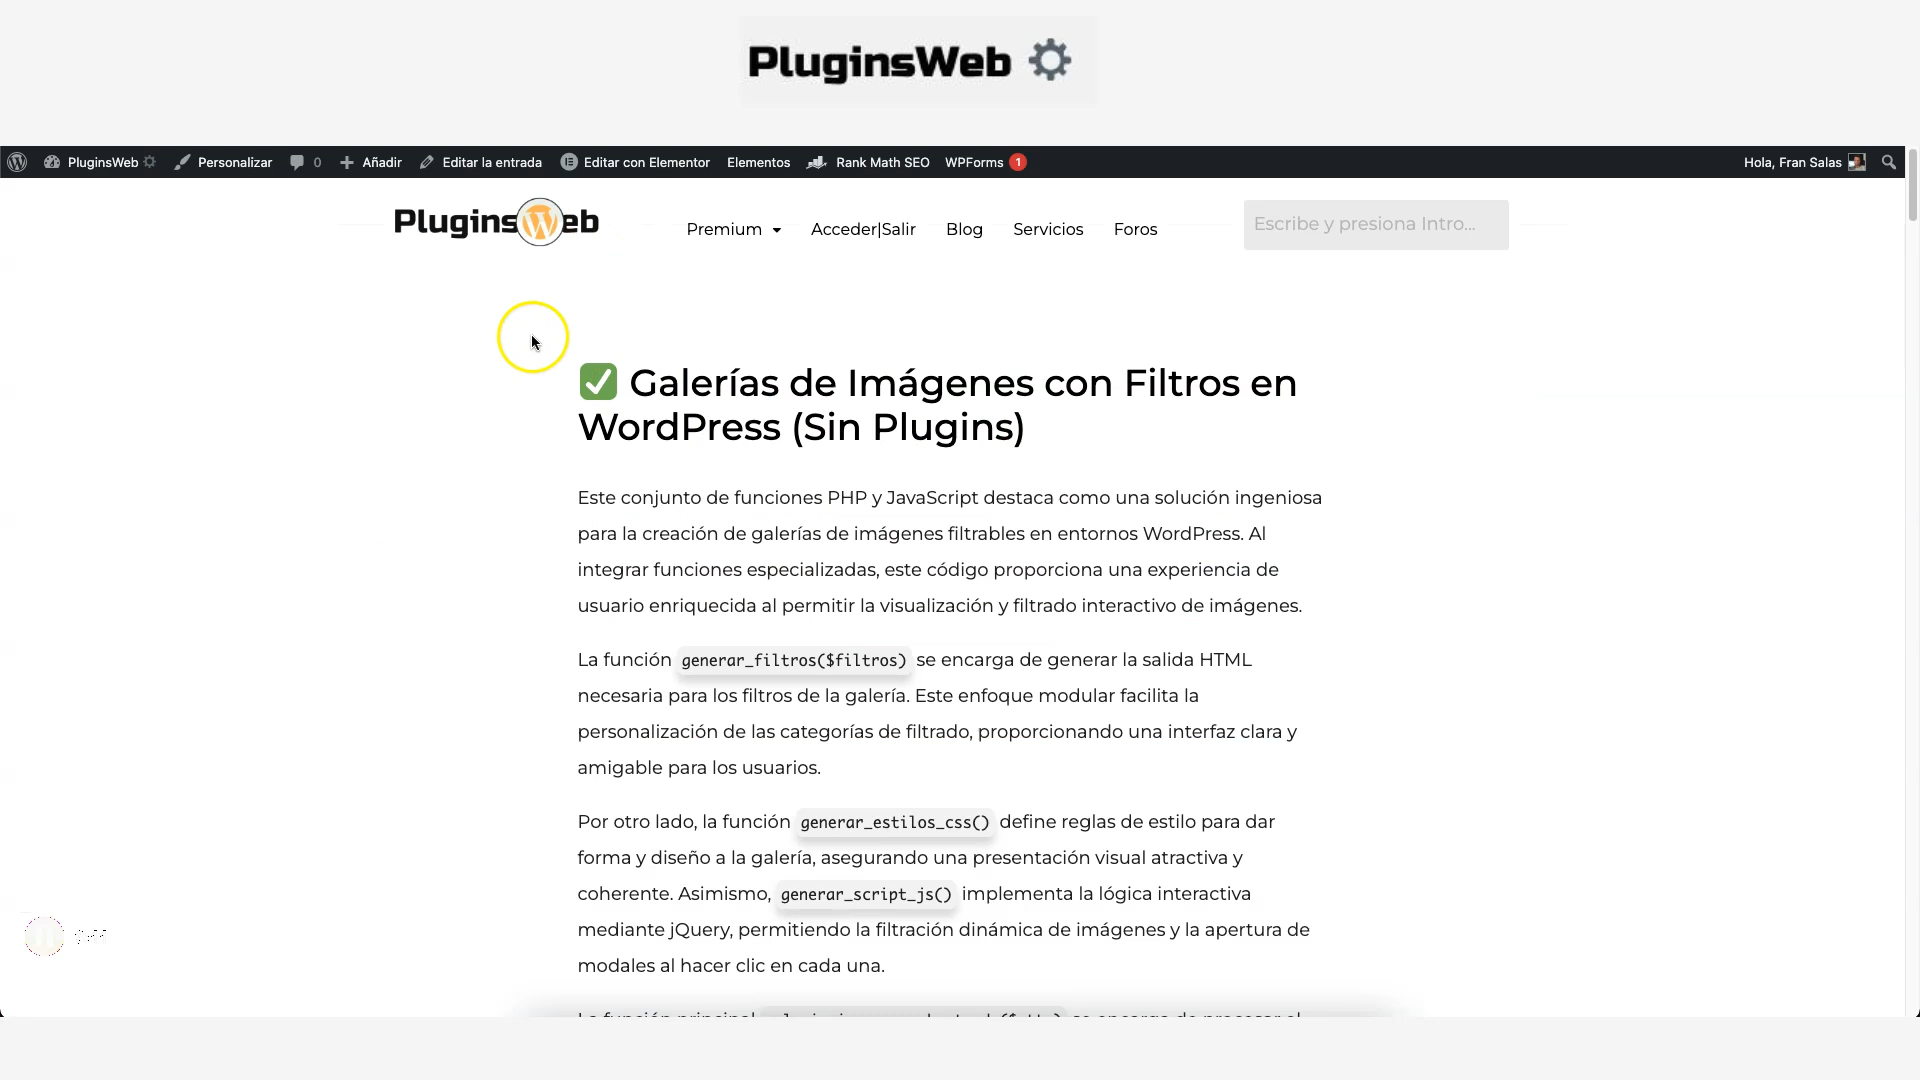 PluginsWeb
PluginsWeb
Personalizar
0
Añadir
Editar la entrada
Editar con Elementor
Elementos
Rank Math SEO
WPForms 1
Hola, Fran Salas
PluginsWeb
Premium
Acceder|Salir
Blog
Servicios
Foros
Escribe y presiona Intro...
✅ Galerías de Imágenes con Filtros en
WordPress (Sin Plugins)
Este conjunto de funciones PHP y JavaScript destaca como una solución ingeniosa
para la creación de galerías de imágenes filtrables en entornos WordPress. Al
integrar funciones especializadas, este código proporciona una experiencia de
usuario enriquecida al permitir la visualización y filtrado interactivo de imágenes.
La función generar_filtros($filtros) se encarga de generar la salida HTML
necesaria para los filtros de la galería. Este enfoque modular facilita la
personalización de las categorías de filtrado, proporcionando una interfaz clara y
amigable para los usuarios.
Por otro lado, la función generar_estilos_css() define reglas de estilo para dar
forma y diseño a la galería, asegurando una presentación visual atractiva y
coherente. Asimismo, generar_script_js() implementa la lógica interactiva
mediante jQuery, permitiendo la filtración dinámica de imágenes y la apertura de
modales al hacer clic en cada una.
La función principal